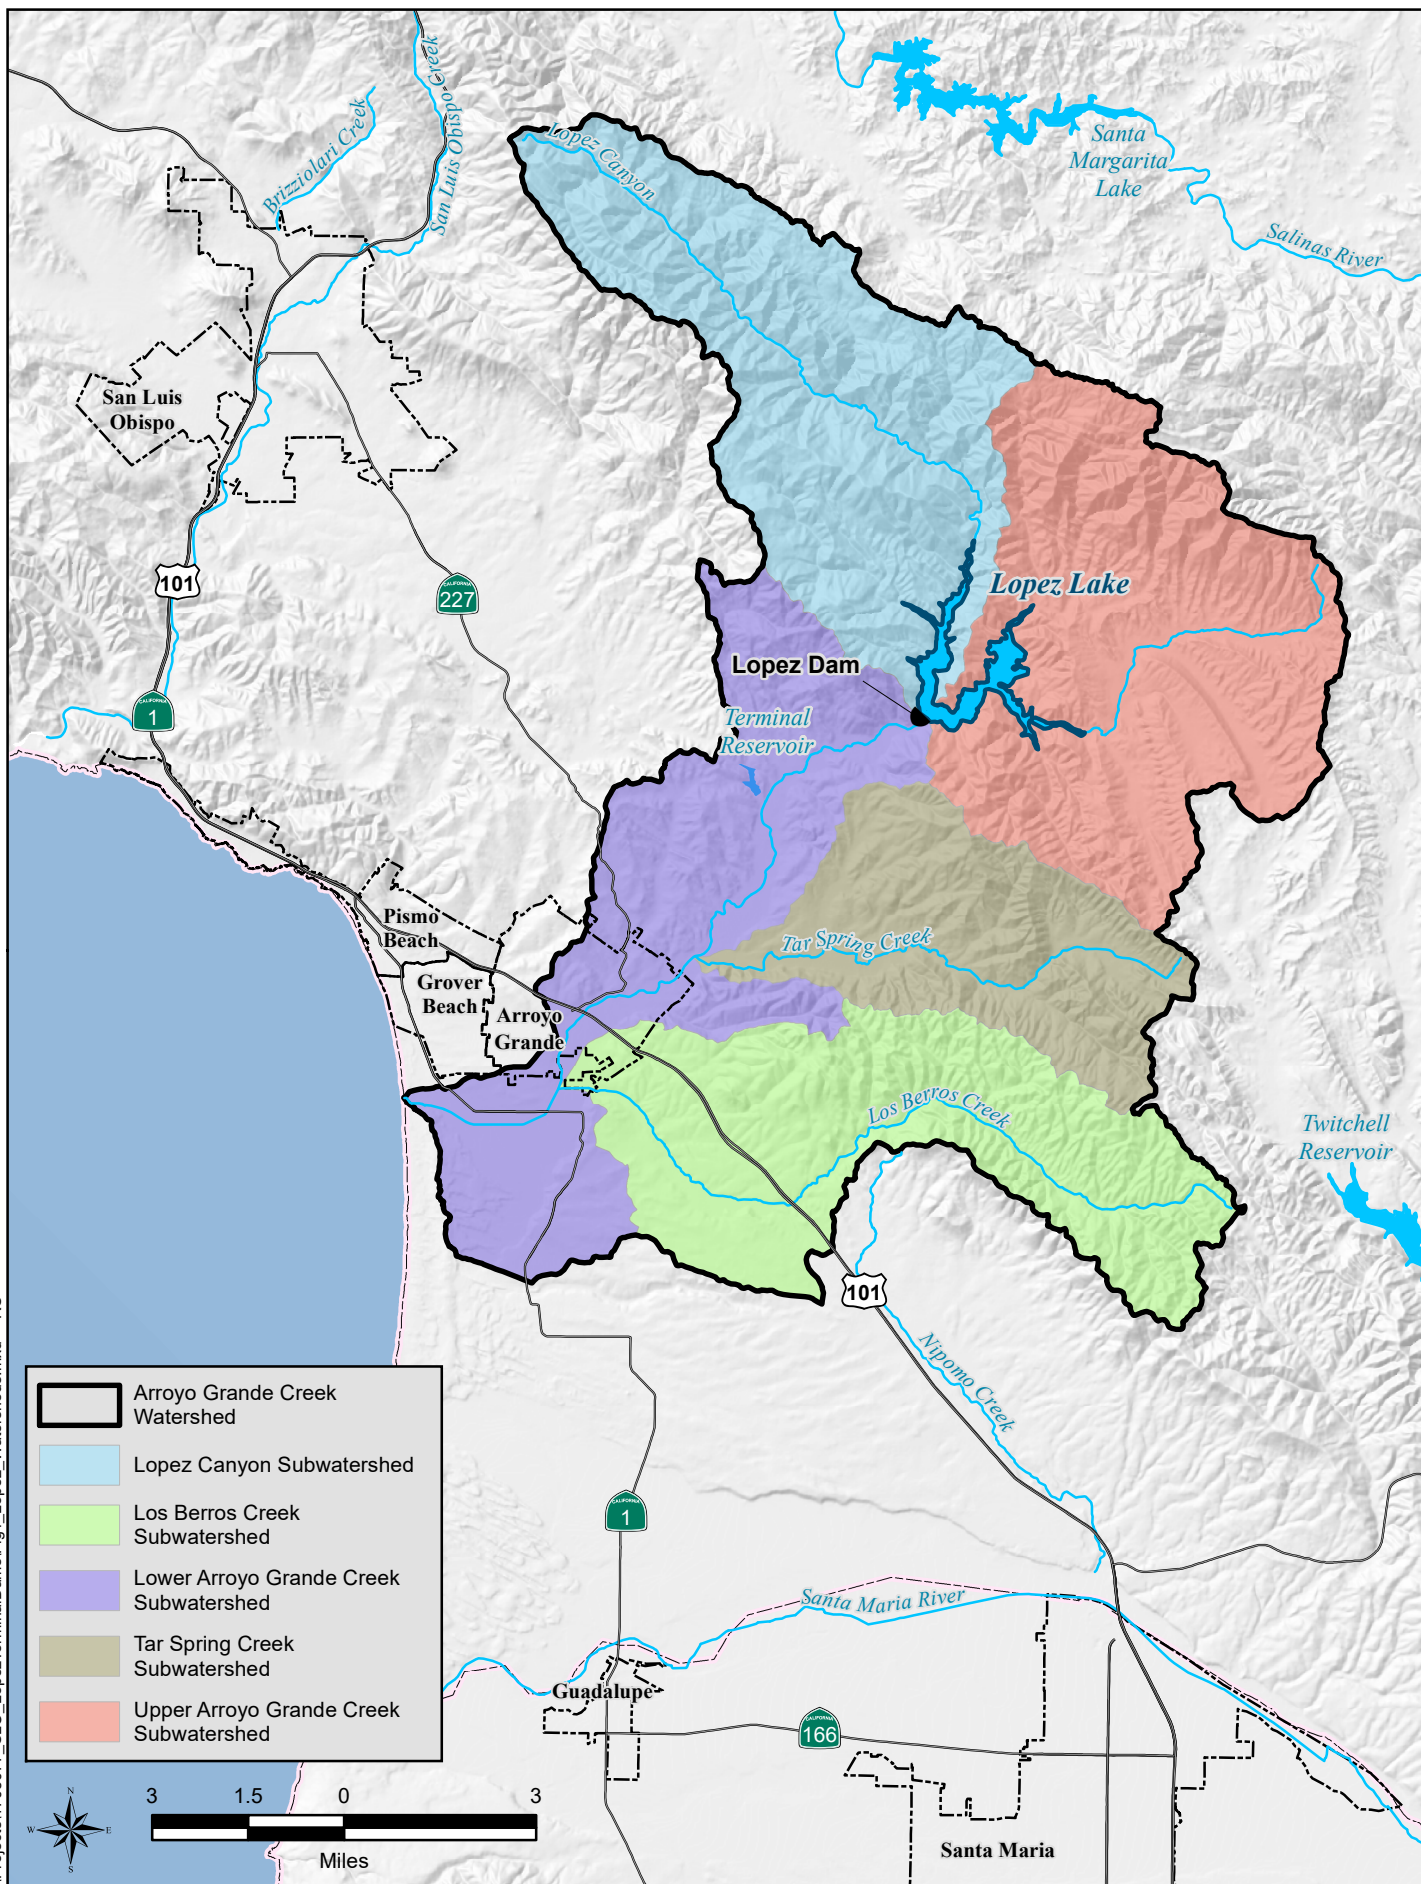 Lopez Canyon
San Luis Obispo Creek
Brizziolari Creek
Santa
Margarita
Lake
Salinas River
San Luis
Obispo
101
CALIFORNIA
227
Lopez Lake
Lopez Dam
CALIFORNIA
1
Terminal
Reservoir
Pismo
Beach
Tar Spring Creek
Grover
Beach
Arroyo
Grande
Los Berros Creek
Twitchell
Reservoir
101
Nipomo Creek
CALIFORNIA
1
Santa Maria River
Guadalupe
CALIFORNIA
166
Santa Maria
Arroyo Grande Creek
Watershed
Lopez Canyon Subwatershed
Los Berros Creek
Subwatershed
Lower Arroyo Grande Creek
Subwatershed
Tar Spring Creek
Subwatershed
Upper Arroyo Grande Creek
Subwatershed
N
W
E
S
3 1.5 0 3
Miles